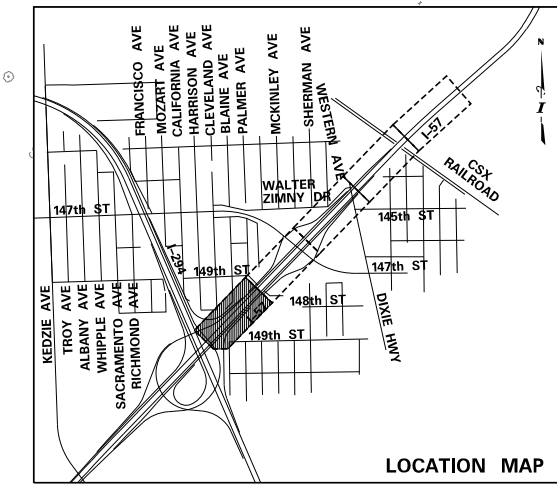 FRANCISCO AVE
MOZART AVE
CALIFORNIA AVE
HARRISON AVE
CLEVELAND AVE
BLAINE AVE
PALMER AVE
MCKINLEY AVE
SHERMAN AVE
WESTERN AVE
N
I-57
CSX
RAILROAD
WALTER
ZIMNY DR
147th ST
145th ST
I-294
149th ST
147th ST
148th ST
I-57
149th ST
DIXIE HWY
KEDZIE AVE
TROY AVE
ALBANY AVE
WHIPPLE AVE
SACRAMENTO AVE
RICHMOND AVE
LOCATION MAP